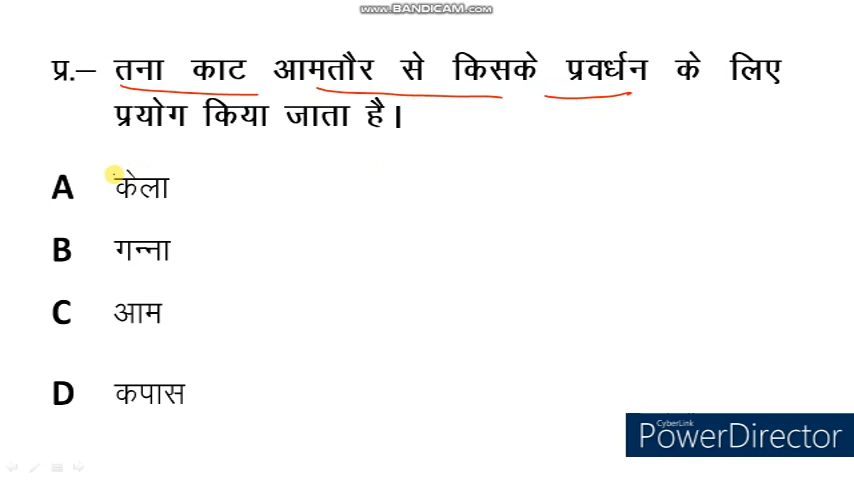 www.BANDICAM.com
प्र.– तना काट आमतौर से किसके प्रवर्धन के लिए
प्रयोग किया जाता है।
A केला
B गन्ना
C आम
D कपास
CyberLink
PowerDirector